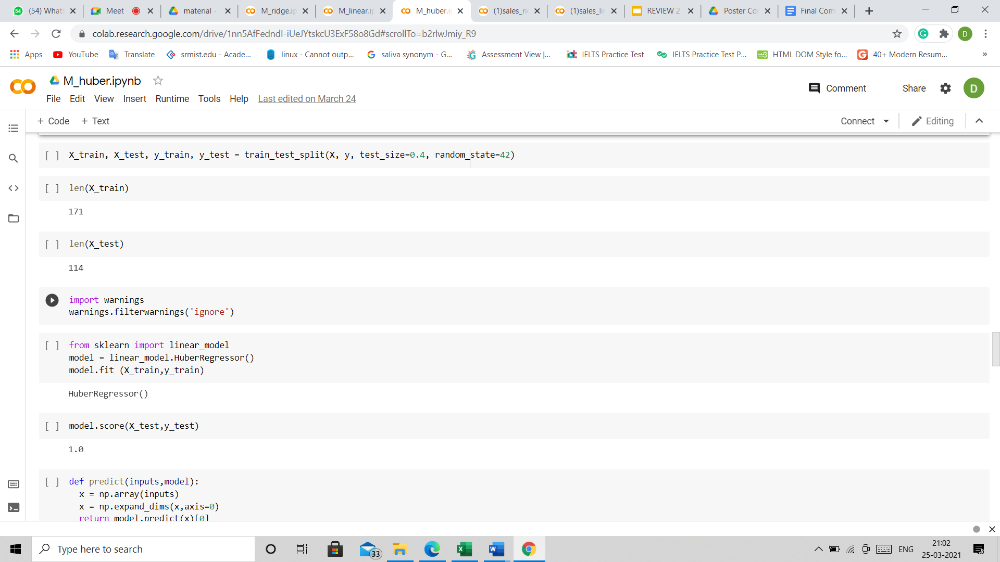 (54) Whats
Meet
material -
M_ridge.ip
M_linear.ip
M_huber.i
(1)sales_ri
(1)sales_lir
REVIEW 2
Poster Cor
Final Com
colab.research.google.com/drive/1nn5AfFedndI-iUeJYtskcU3ExF58o8Gd#scrollTo=b2rlwJmiy_R9
D
Apps
YouTube
Translate
srmist.edu - Acade...
linux - Cannot outp...
saliva synonym - G...
Assessment View |...
IELTS Practice Test
IELTS Practice Test P...
HTML DOM Style fo...
40+ Modern Resum...
»
M_huber.ipynb
Comment
Share
D
File Edit View Insert Runtime Tools Help Last edited on March 24
+ Code + Text
Connect
Editing
[ ] X_train, X_test, y_train, y_test = train_test_split(X, y, test_size=0.4, random_state=42)
[ ] len(X_train)
171
[ ] len(X_test)
114
import warnings
warnings.filterwarnings('ignore')
[ ] from sklearn import linear_model
model = linear_model.HuberRegressor()
model.fit (X_train,y_train)
HuberRegressor()
[ ] model.score(X_test,y_test)
1.0
[ ] def predict(inputs,model):
x = np.array(inputs)
x = np.expand_dims(x,axis=0)
return model.predict(x)[0]
Type here to search
33
ENG
21:02
25-03-2021